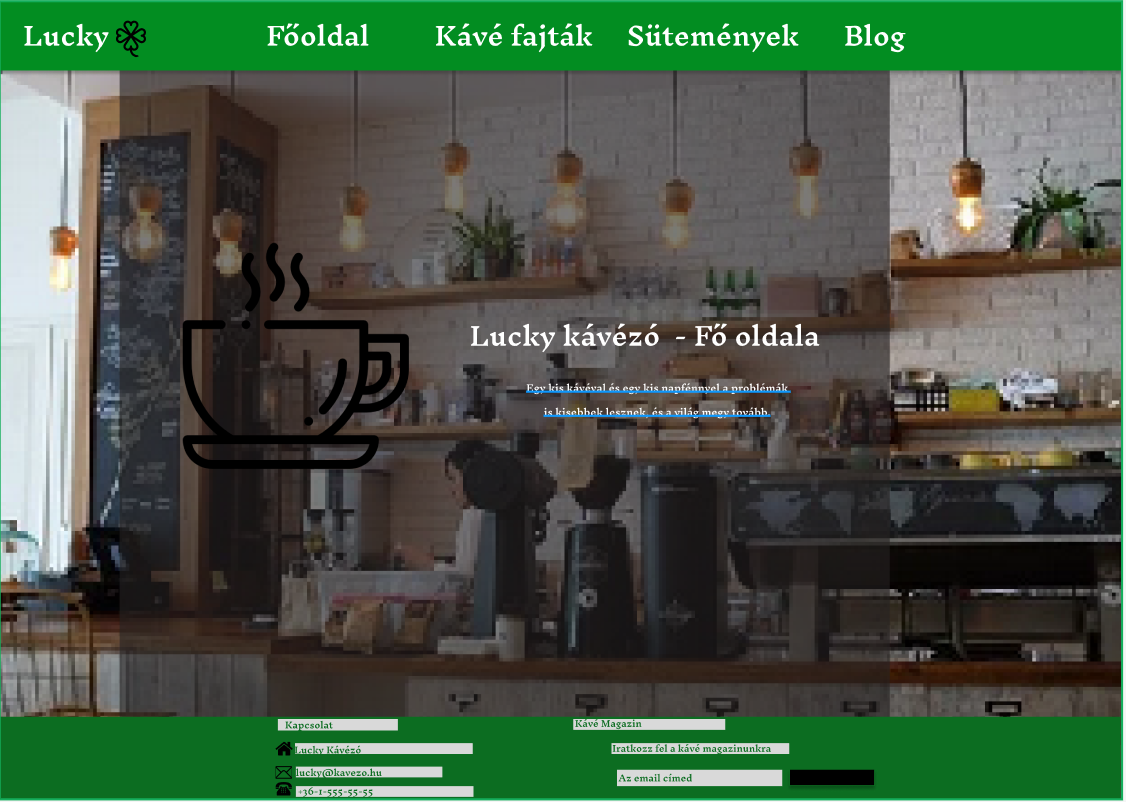 Lucky
Főoldal
Kávé fajták
Sütemények
Blog
Lucky kávézó - Fő oldala
Egy kis kávéval és egy kis napfénnyel a problémák
is kisebbek lesznek, és a világ megy tovább.
Kapcsolat
Lucky Kávézó
lucky@kavezo.hu
+36-1-555-55-55
Kávé Magazin
Iratkozz fel a kávé magazinunkra
Az email címed